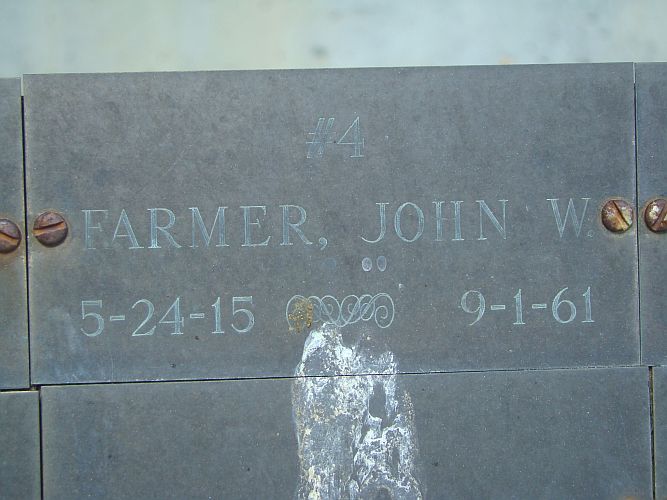 #4
FARMER, JOHN W.
5-24-15 9-1-61